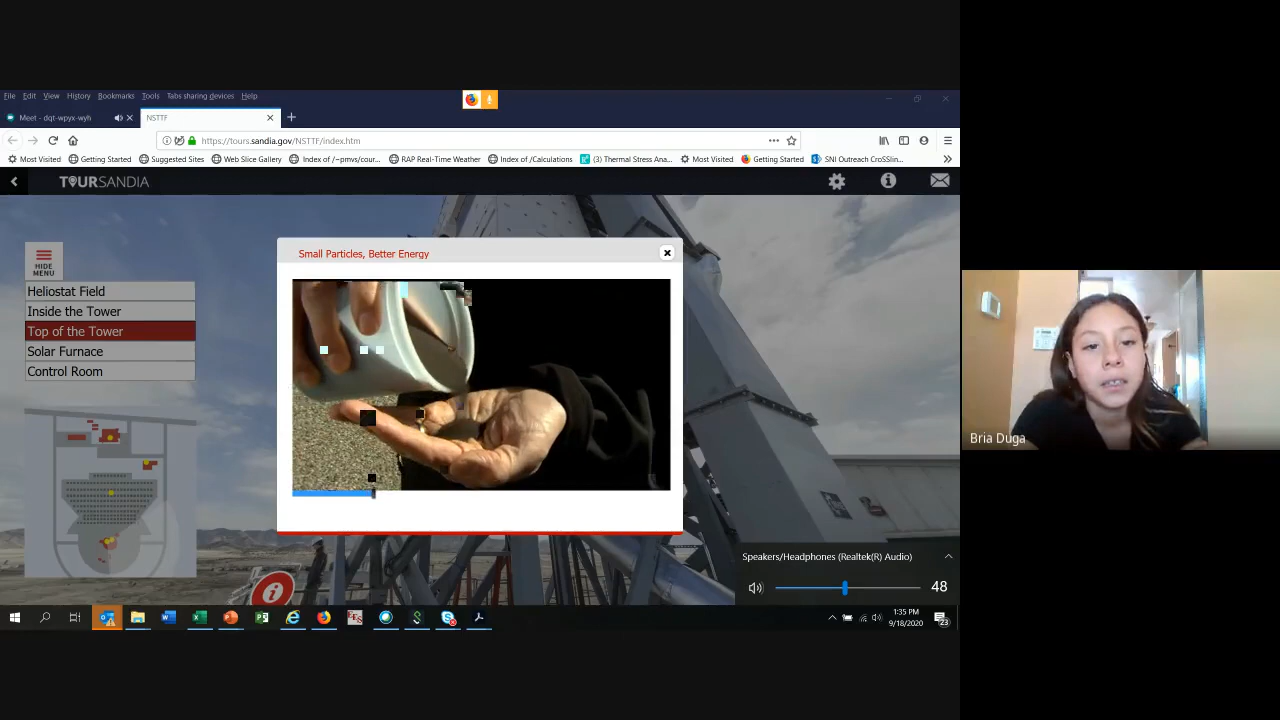 File Edit View History Bookmarks Tools Tabs sharing devices Help
Meet - dqt-wpyx-wyh
NSTTF
https://tours.sandia.gov/NSTTF/index.htm
Most Visited Getting Started Suggested Sites Web Slice Gallery Index of /~pmvs/cour... RAP Real-Time Weather Index of /Calculations (3) Thermal Stress Ana... Most Visited Getting Started SNI Outreach CroSSlin...
TOURSANDIA
HIDE
MENU
Heliostat Field
Inside the Tower
Top of the Tower
Solar Furnace
Control Room
Small Particles, Better Energy
Bria Duga
Speakers/Headphones (Realtek(R) Audio)
48
1:35 PM
9/18/2020
23